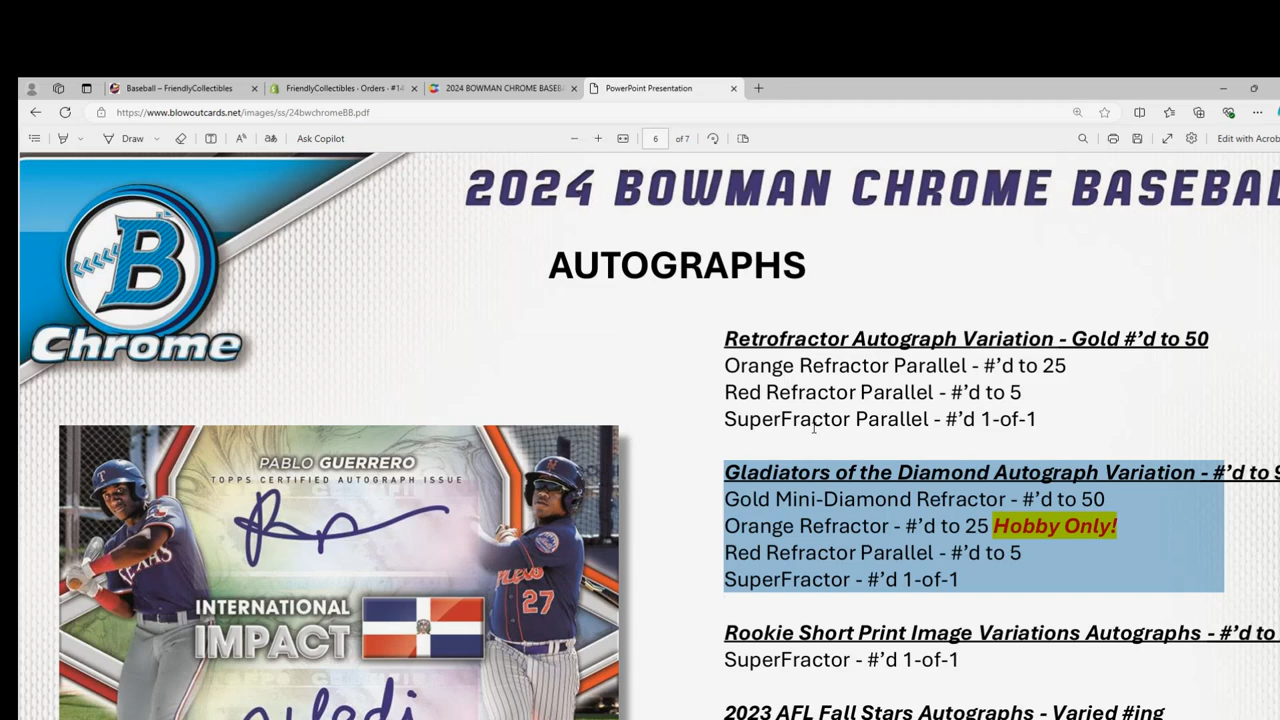 Baseball – FriendlyCollectibles
FriendlyCollectibles · Orders · #14
2024 BOWMAN CHROME BASEB
PowerPoint Presentation
https://www.blowoutcards.net/images/ss/24bwchromeBB.pdf
Draw
Ask Copilot
6 of 7
Edit with Acrob
2024 BOWMAN CHROME BASEBAL
B
Chrome
AUTOGRAPHS
Retrofractor Autograph Variation - Gold #'d to 50
Orange Refractor Parallel - #'d to 25
Red Refractor Parallel - #'d to 5
SuperFractor Parallel - #'d 1-of-1
Gladiators of the Diamond Autograph Variation - #'d to 9
Gold Mini-Diamond Refractor - #'d to 50
Orange Refractor - #'d to 25 Hobby Only!
Red Refractor Parallel - #'d to 5
SuperFractor - #'d 1-of-1
Rookie Short Print Image Variations Autographs - #'d to
SuperFractor - #'d 1-of-1
2023 AFL Fall Stars Autographs - Varied #ing
PABLO GUERRERO
TOPPS CERTIFIED AUTOGRAPH ISSUE
TEXAS
27
INTERNATIONAL
IMPACT